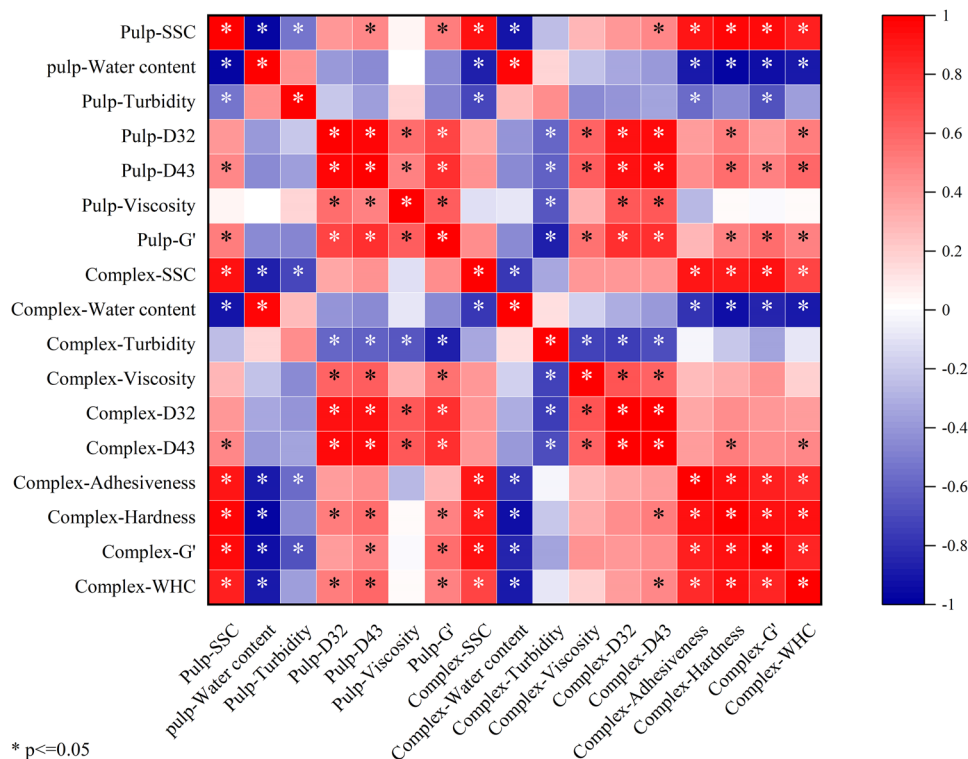 Pulp-SSC
pulp-Water content
Pulp-Turbidity
Pulp-D32
Pulp-D43
Pulp-Viscosity
Pulp-G'
Complex-SSC
Complex-Water content
Complex-Turbidity
Complex-Viscosity
Complex-D32
Complex-D43
Complex-Adhesiveness
Complex-Hardness
Complex-G'
Complex-WHC
Pulp-SSC
pulp-Water content
Pulp-Turbidity
Pulp-D32
Pulp-D43
Pulp-Viscosity
Pulp-G'
Complex-SSC
Complex-Water content
Complex-Turbidity
Complex-Viscosity
Complex-D32
Complex-D43
Complex-Adhesiveness
Complex-Hardness
Complex-G'
Complex-WHC
1
0.8
0.6
0.4
0.2
0
-0.2
-0.4
-0.6
-0.8
-1
* p<=0.05